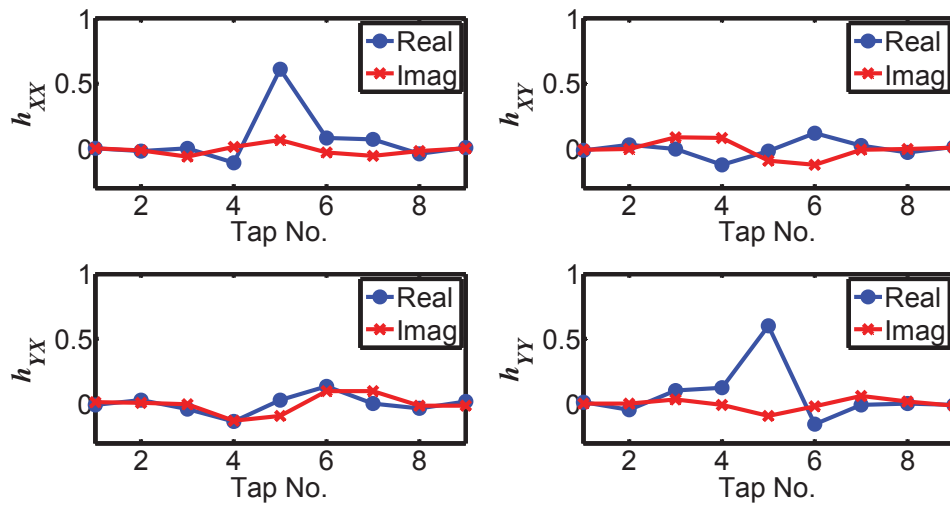 1
0.5
0
h_XX
Real
Imag
2 4 6 8
Tap No.
1
0.5
0
h_XY
Real
Imag
2 4 6 8
Tap No.
1
0.5
0
h_YX
Real
Imag
2 4 6 8
Tap No.
1
0.5
0
h_YY
Real
Imag
2 4 6 8
Tap No.